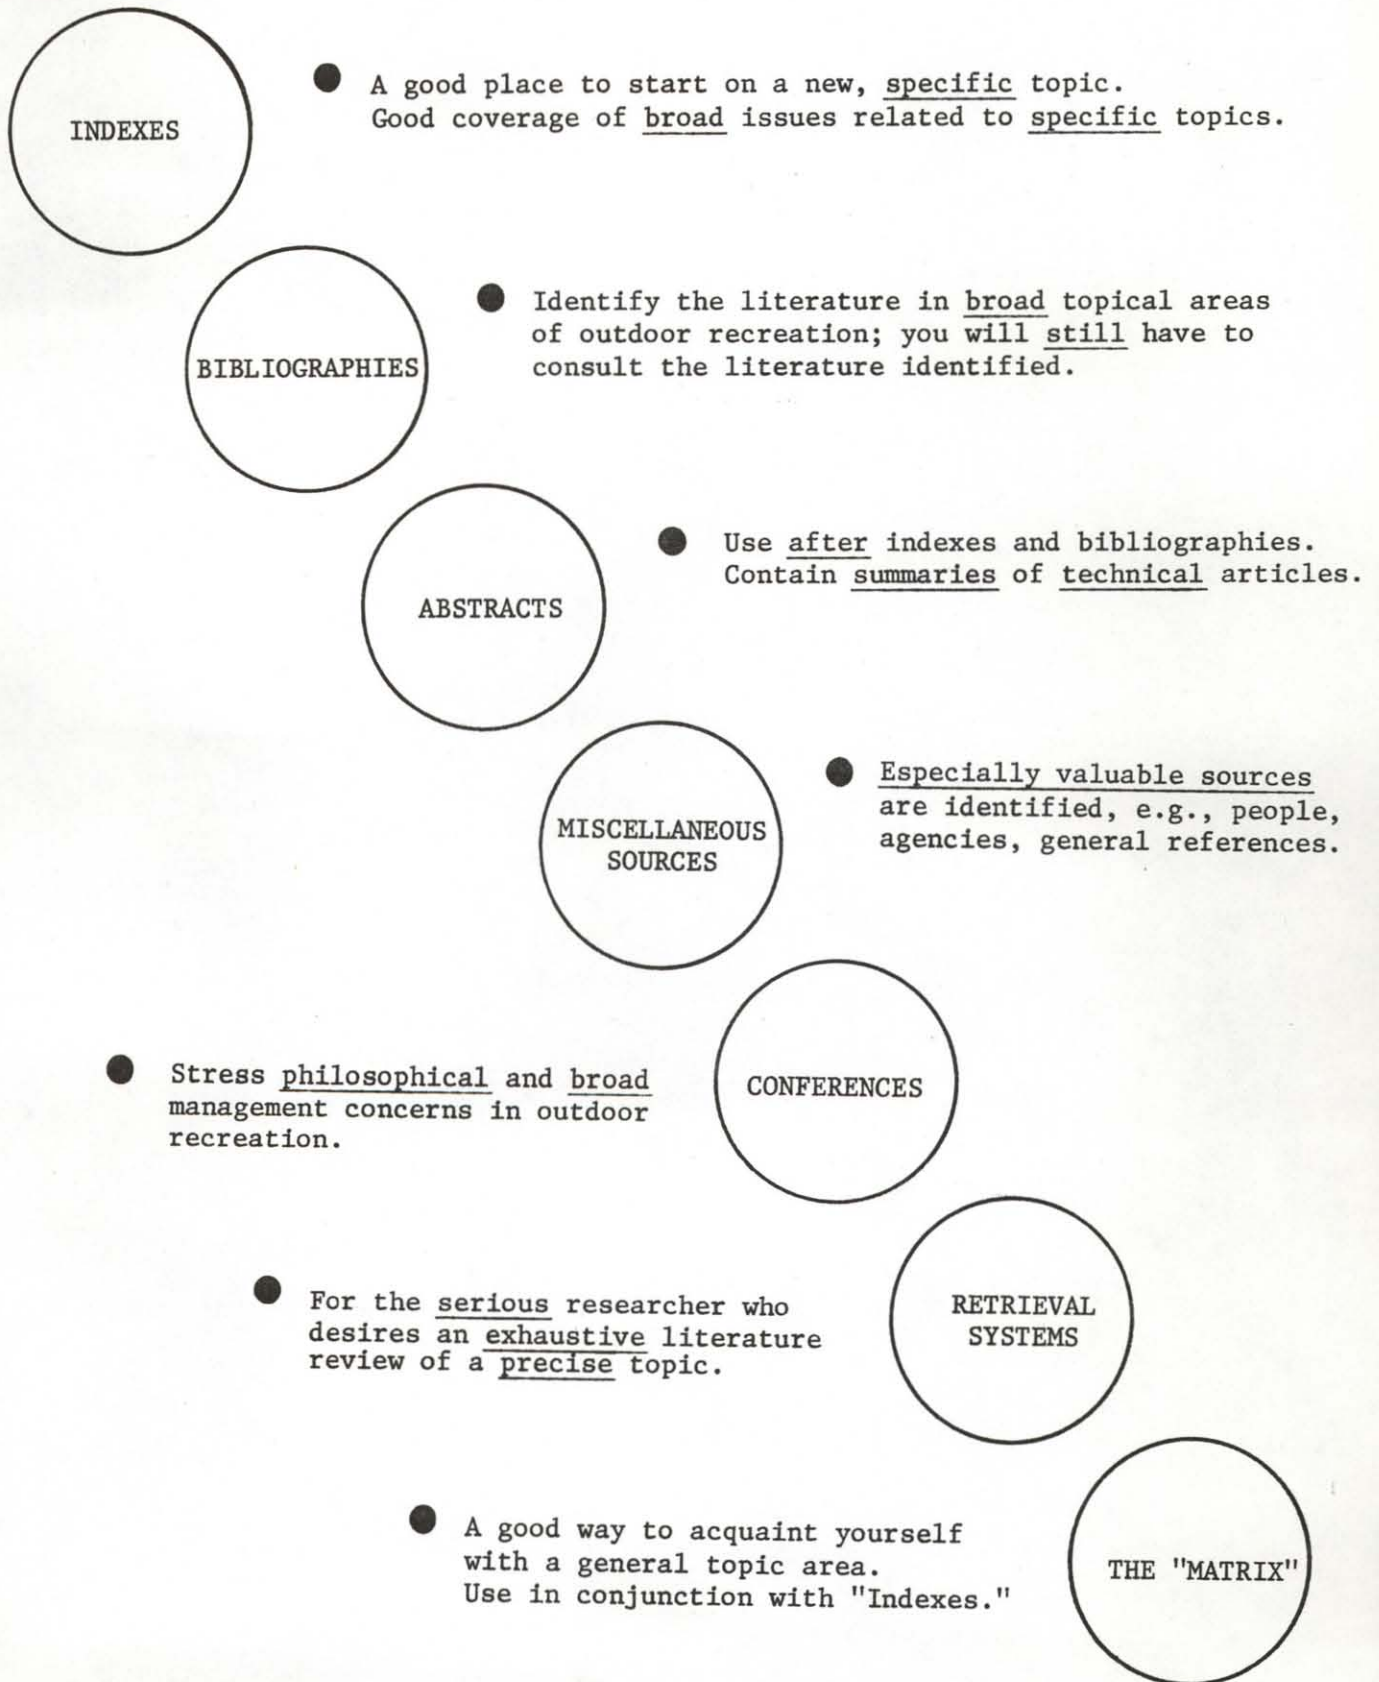 INDEXES
A good place to start on a new, specific topic.
Good coverage of broad issues related to specific topics.
BIBLIOGRAPHIES
Identify the literature in broad topical areas
of outdoor recreation; you will still have to
consult the literature identified.
ABSTRACTS
Use after indexes and bibliographies.
Contain summaries of technical articles.
MISCELLANEOUS
SOURCES
Especially valuable sources
are identified, e.g., people,
agencies, general references.
Stress philosophical and broad
management concerns in outdoor
recreation.
CONFERENCES
For the serious researcher who
desires an exhaustive literature
review of a precise topic.
RETRIEVAL
SYSTEMS
A good way to acquaint yourself
with a general topic area.
Use in conjunction with "Indexes."
THE "MATRIX"